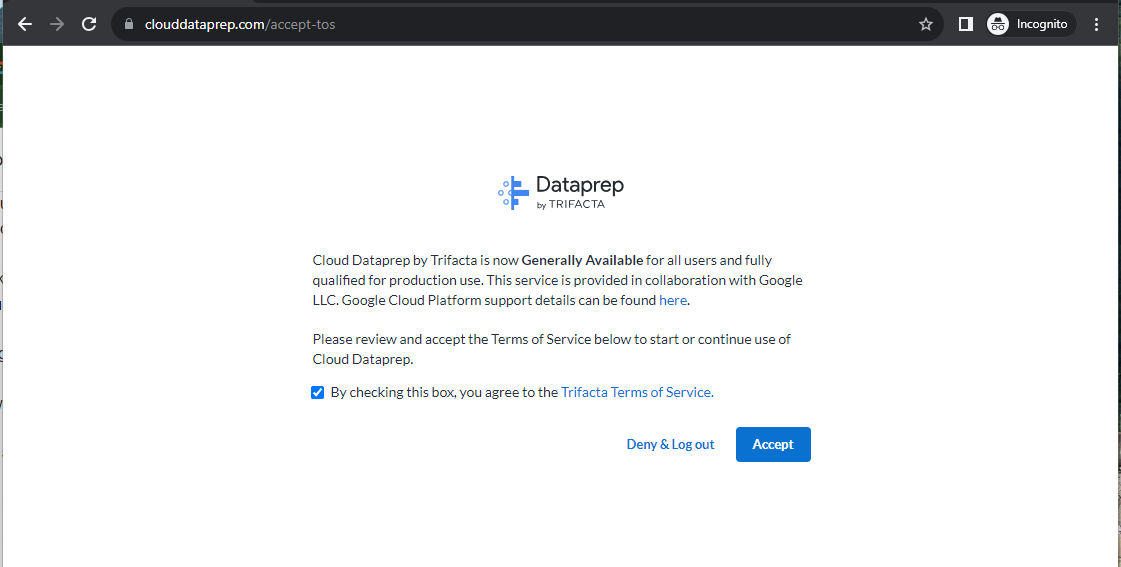 clouddataprep.com/accept-tos
Incognito
Dataprep
by TRIFACTA
Cloud Dataprep by Trifacta is now Generally Available for all users and fully
qualified for production use. This service is provided in collaboration with Google
LLC. Google Cloud Platform support details can be found here.
Please review and accept the Terms of Service below to start or continue use of
Cloud Dataprep.
By checking this box, you agree to the Trifacta Terms of Service.
Deny & Log out
Accept